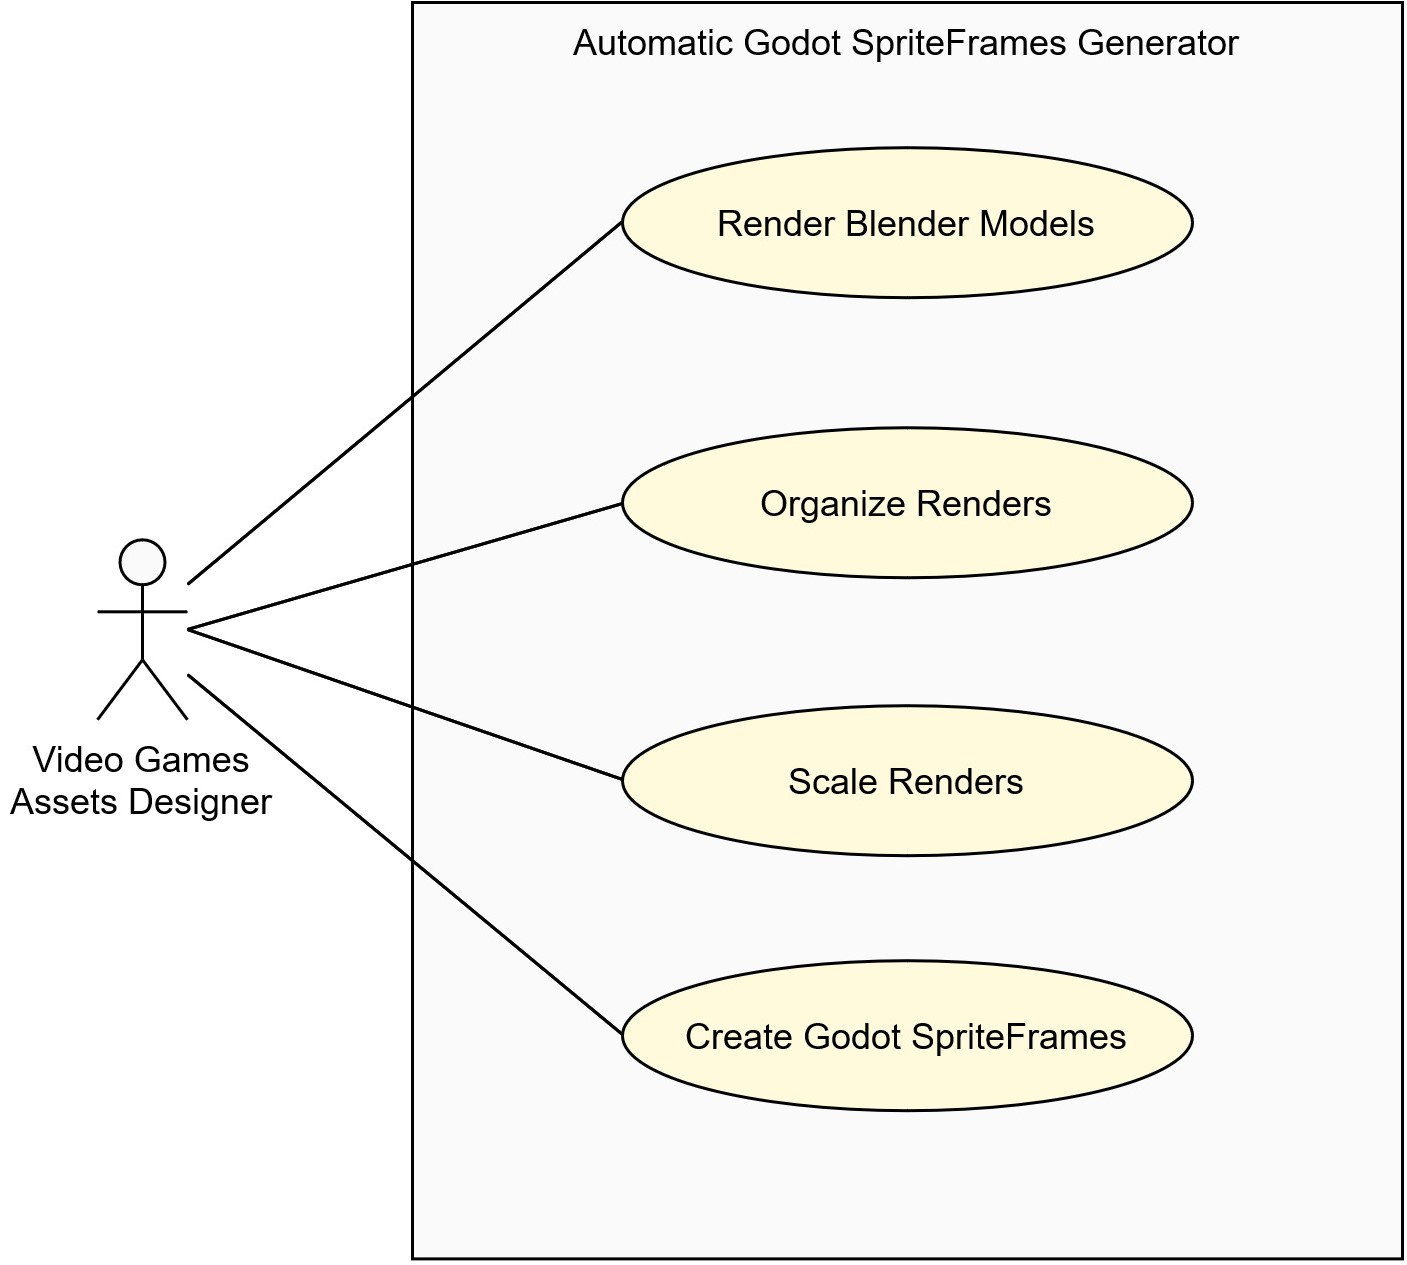 Automatic Godot SpriteFrames Generator
Render Blender Models
Organize Renders
Video Games
Assets Designer
Scale Renders
Create Godot SpriteFrames